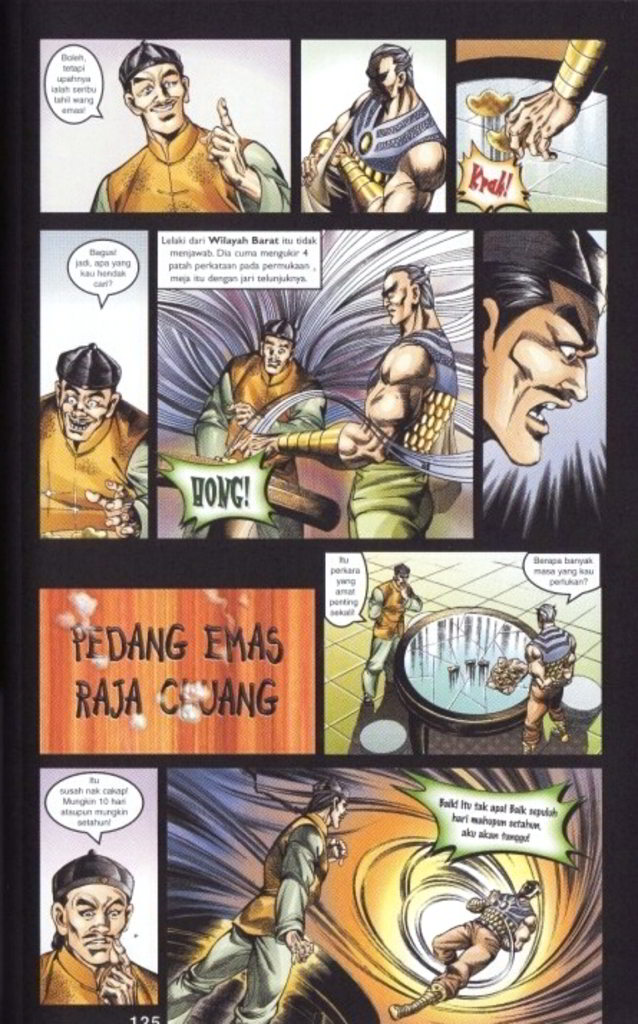 Boleh,
tetapi
upahnya
ialah seribu
tahil wang
emas!
Krah!
Bagus!
jadi, apa yang
kau hendak
cari?
Lelaki dari Wilayah Barat itu tidak
menjawab. Dia cuma mengukir 4
patah perkataan pada permukaan ,
meja itu dengan jari telunjuknya.
HONG!
PEDANG EMAS
RAJA CHUANG
Itu
perkara
yang
amat
penting
sekali!
Berapa banyak
masa yang kau
perlukan?
Itu
susah nak cakap!
Mungkin 10 hari
ataupun mungkin
setahun!
Baik! Itu tak apa! Baik sepuluh
hari mahupun setahun,
aku akan tunggu!
125